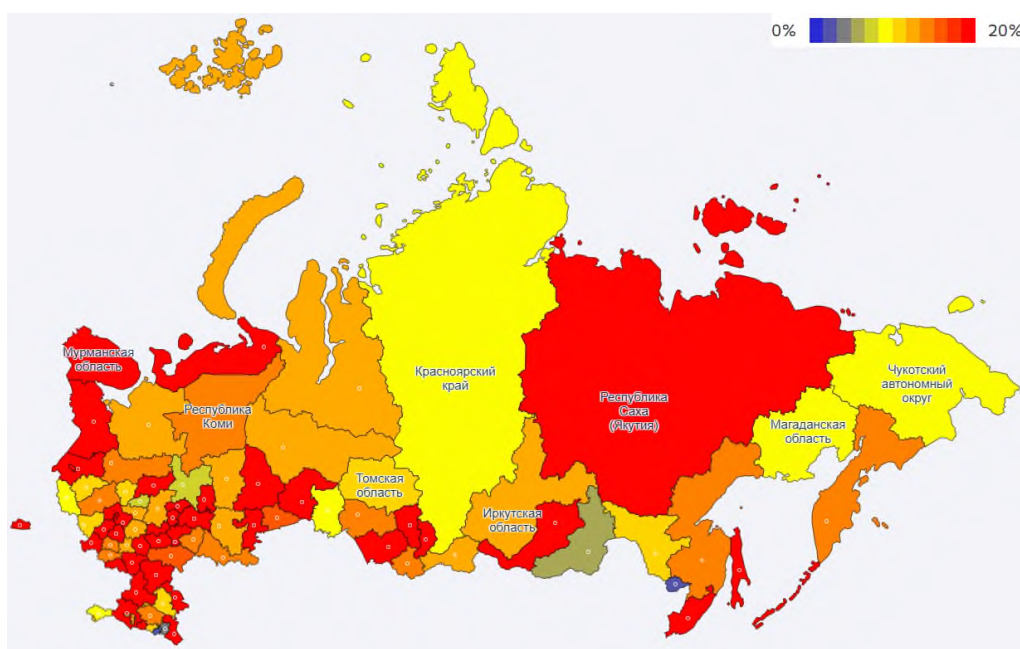 0%
20%
Мурманская
область
Республика
Коми
Красноярский
край
Республика
Саха
(Якутия)
Чукотский
автономный
округ
Магаданская
область
Томская
область
Иркутская
область